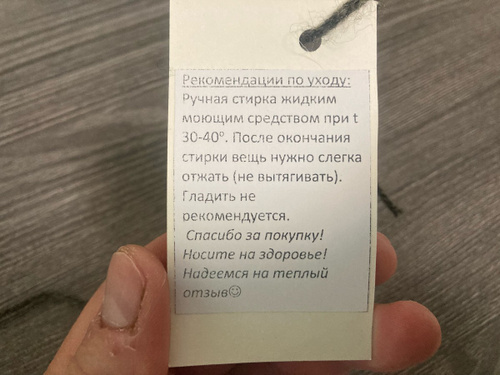 Рекомендации по уходу:
Ручная стирка жидким
моющим средством при t
30-40°. После окончания
стирки вещь нужно слегка
отжать (не вытягивать).
Гладить не
рекомендуется.
Спасибо за покупку!
Носите на здоровье!
Надеемся на теплый
отзыв☺